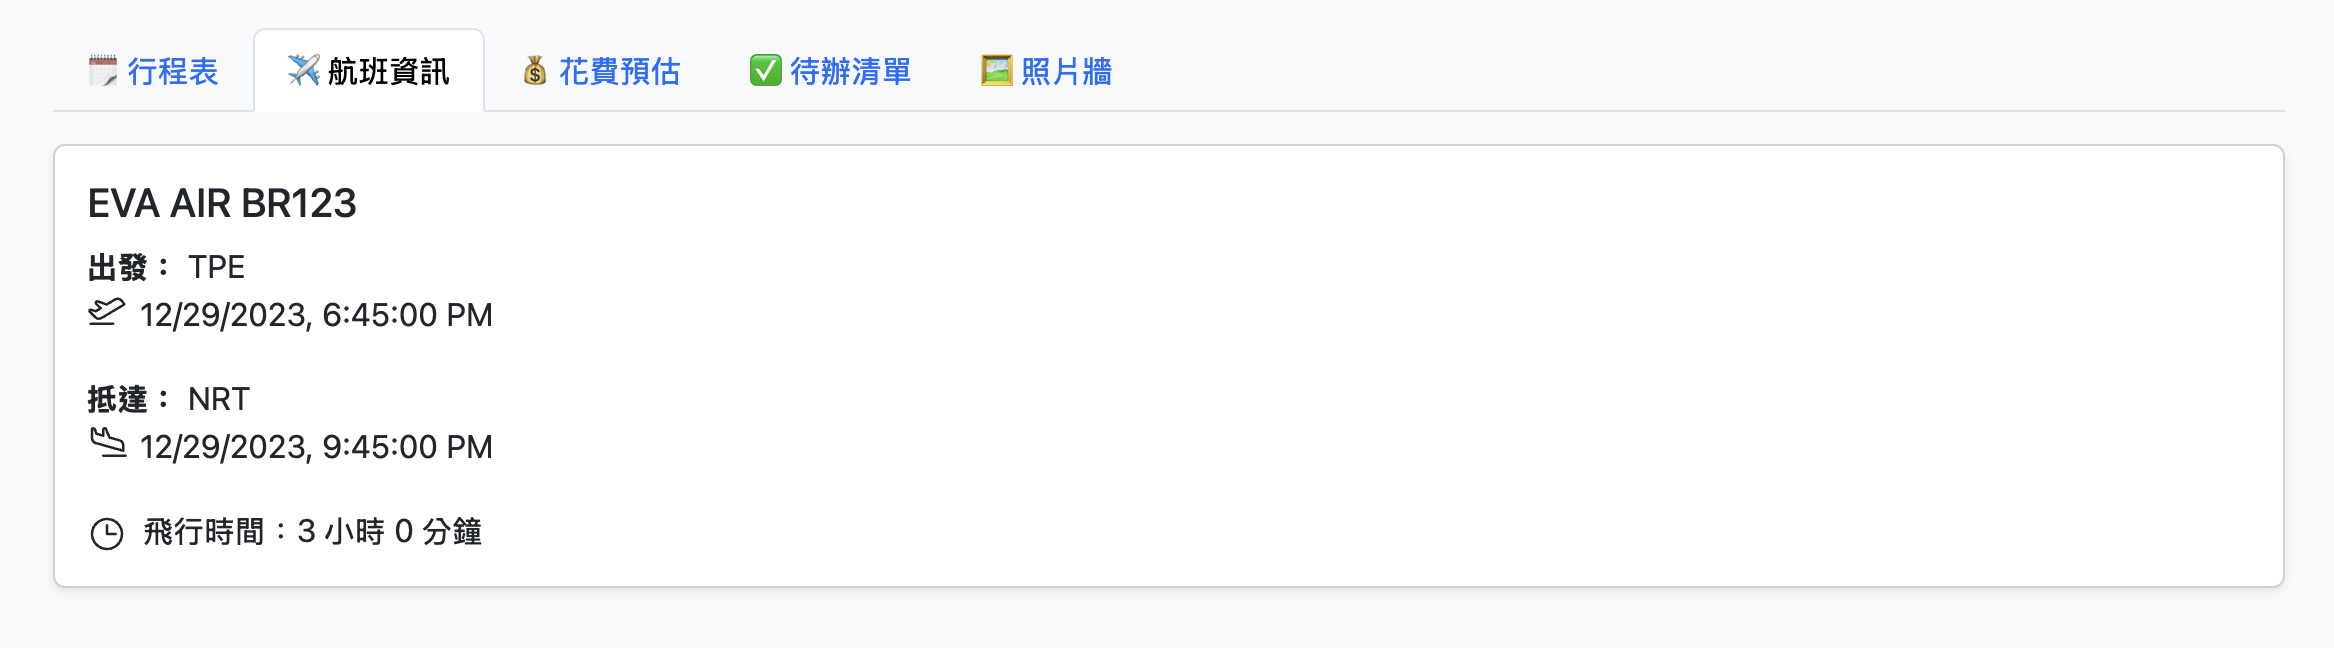 行程表 航班資訊 花費預估 待辦清單 照片牆
EVA AIR BR123
出發： TPE
12/29/2023, 6:45:00 PM
抵達： NRT
12/29/2023, 9:45:00 PM
飛行時間：3 小時 0 分鐘